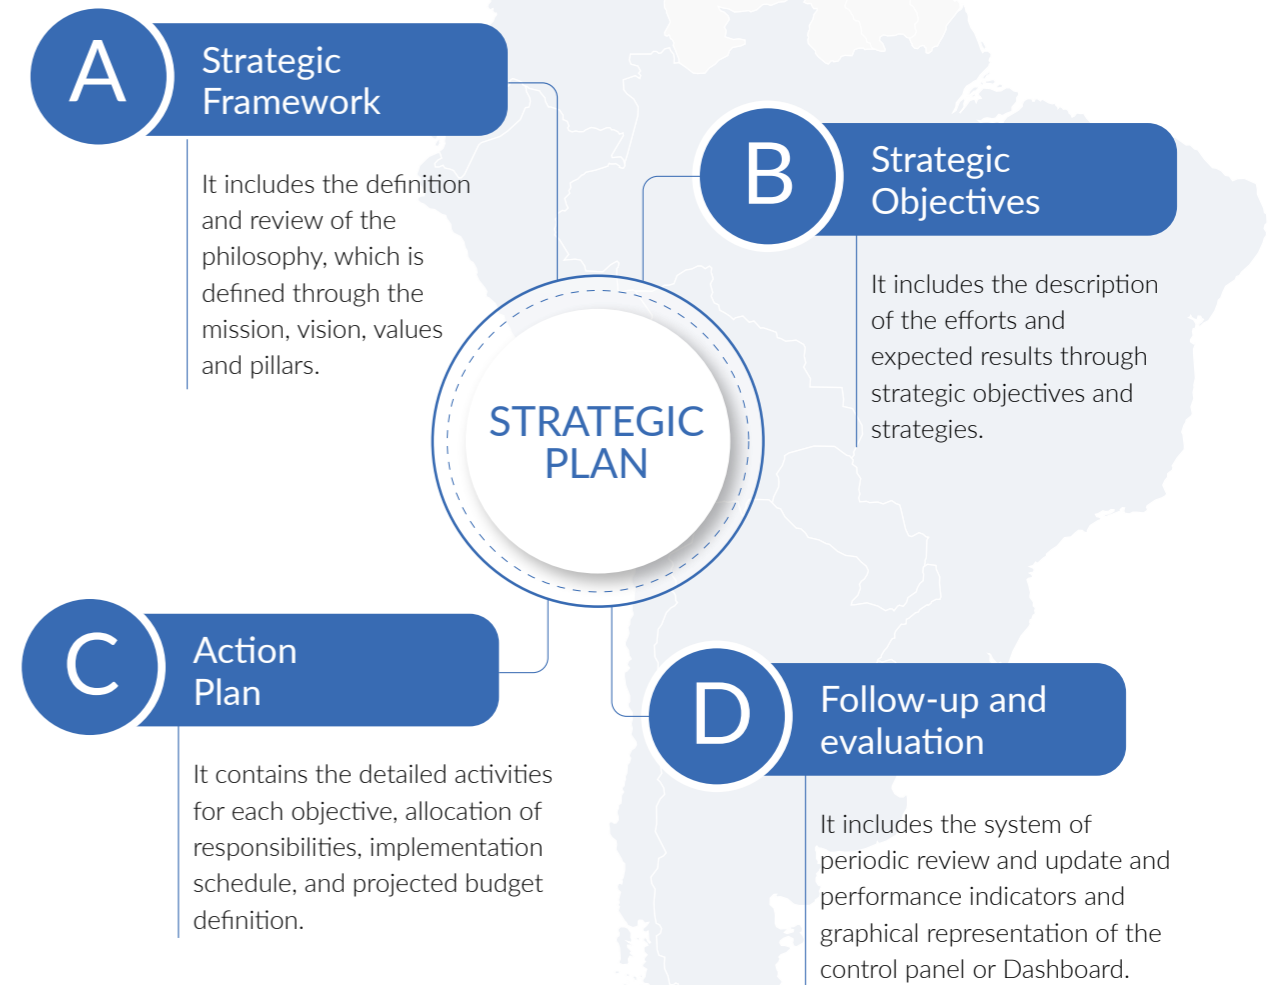 A
Strategic
Framework
It includes the definition
and review of the
philosophy, which is
defined through the
mission, vision, values
and pillars.
B
Strategic
Objectives
It includes the description
of the efforts and
expected results through
strategic objectives and
strategies.
STRATEGIC
PLAN
C
Action
Plan
It contains the detailed activities
for each objective, allocation of
responsibilities, implementation
schedule, and projected budget
definition.
D
Follow-up and
evaluation
It includes the system of
periodic review and update and
performance indicators and
graphical representation of the
control panel or Dashboard.